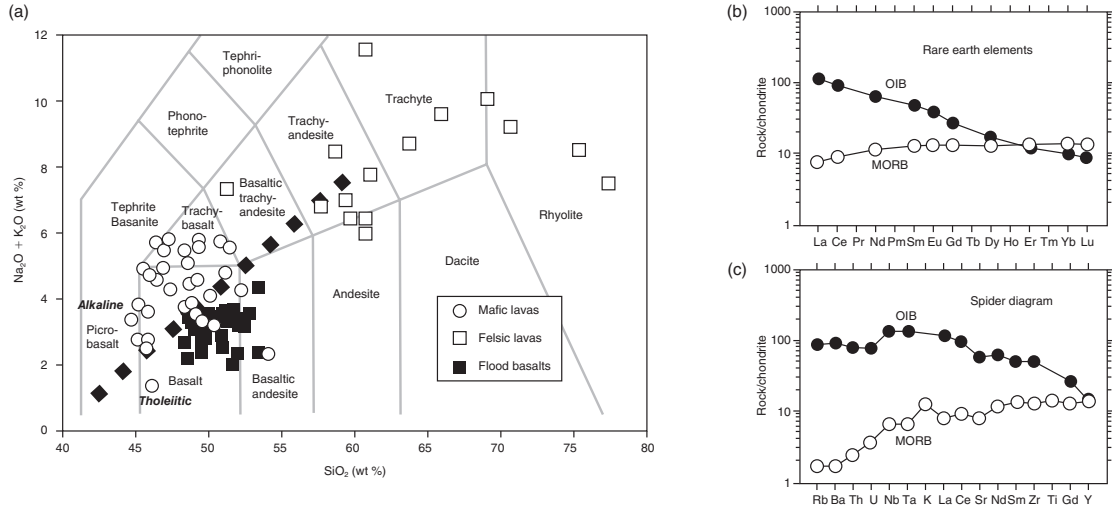 (a)
12
10
8
6
4
2
0
Na₂O + K₂O (wt %)
40
45
50
55
60
65
70
75
80
SiO₂ (wt %)
Tephri-
phonolite
Phono-
tephrite
Trachy-
andesite
Trachyte
Tephrite
Basanite
Trachy-
basalt
Basaltic
trachy-
andesite
Rhyolite
Dacite
Andesite
Alkaline
Picro-
basalt
Basalt
Tholeiitic
Basaltic
andesite
Mafic lavas
Felsic lavas
Flood basalts
(b)
1000
100
10
1
Rock/chondrite
Rare earth elements
OIB
MORB
La Ce Pr Nd Pm Sm Eu Gd Tb Dy Ho Er Tm Yb Lu
(c)
1000
100
10
1
Rock/chondrite
Spider diagram
OIB
MORB
Rb Ba Th U Nb Ta K La Ce Sr Nd Sm Zr Ti Gd Y